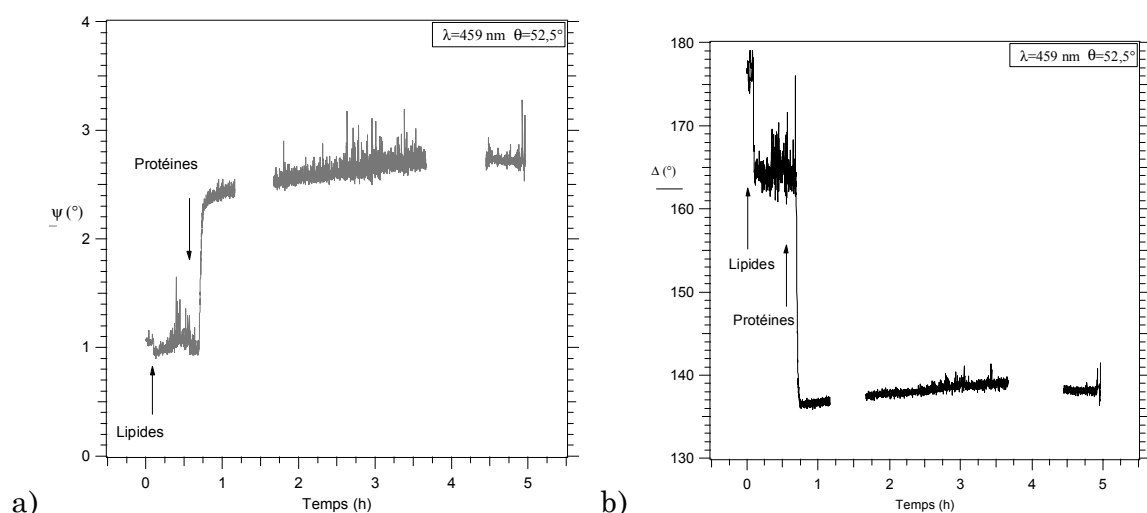 a)
λ=459 nm θ=52,5°
4
3
2
1
0
ψ (°)
Protéines
Lipides
0 1 2 3 4 5
Temps (h)
b)
λ=459 nm θ=52,5°
180
170
160
150
140
130
Δ (°)
Lipides
Protéines
0 1 2 3 4 5
Temps (h)